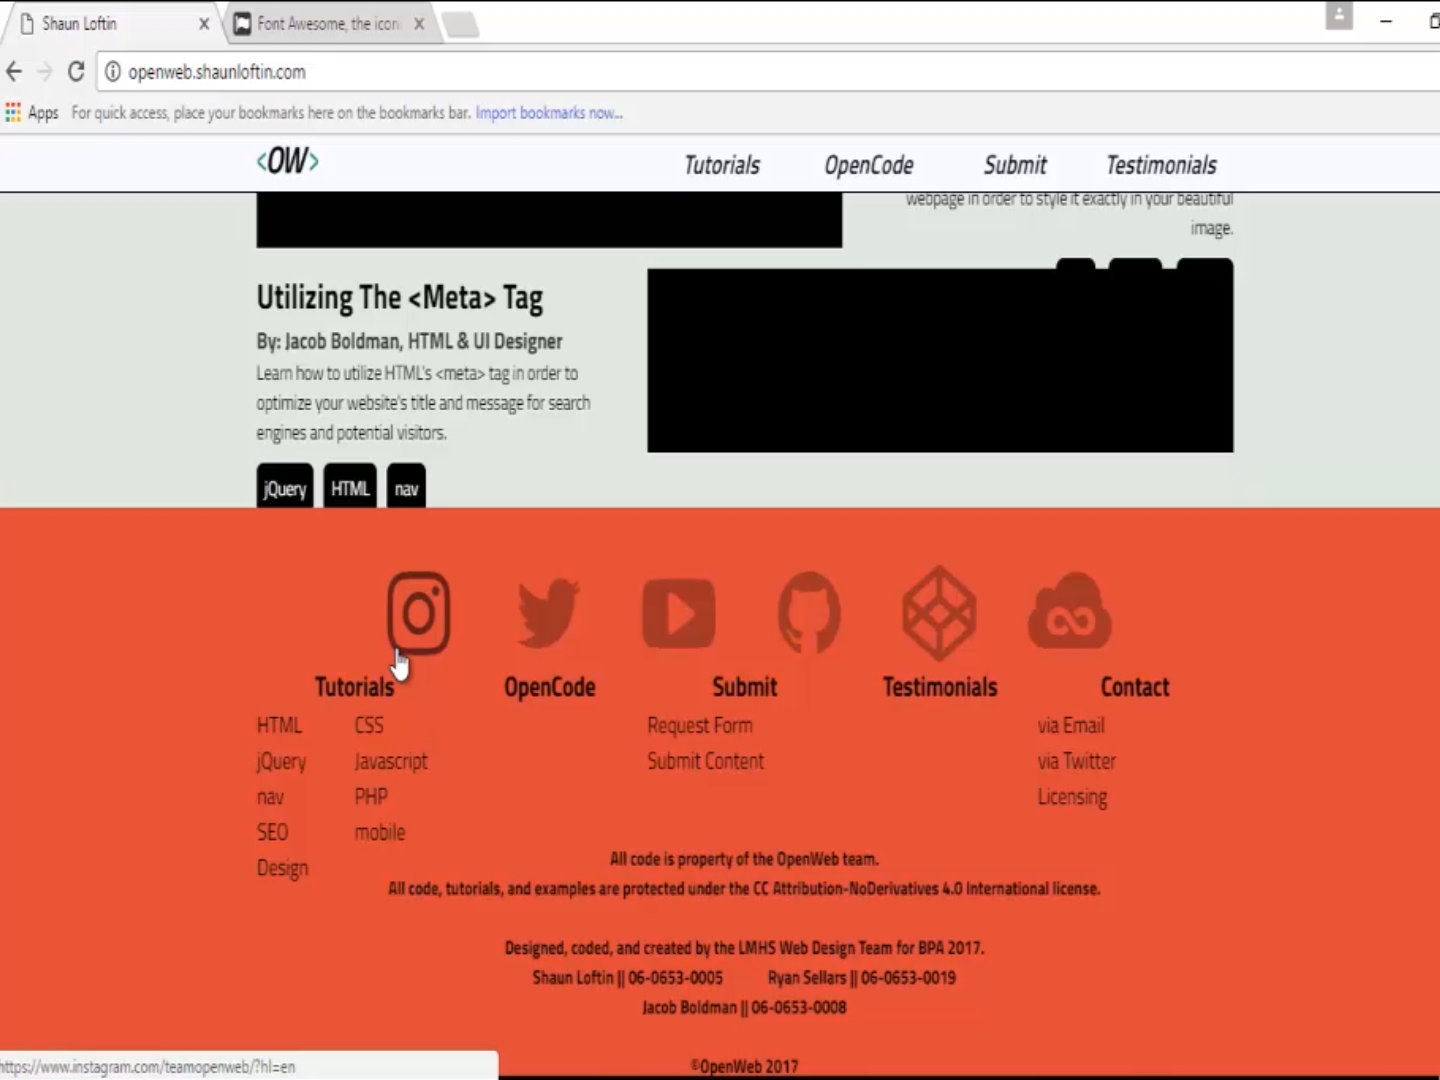 Shaun Loftin
Font Awesome, the icon
openweb.shaunloftin.com
Apps For quick access, place your bookmarks here on the bookmarks bar. Import bookmarks now...
<OW> Tutorials OpenCode Submit Testimonials
webpage in order to style it exactly in your beautiful
image.
Utilizing The <Meta> Tag
By: Jacob Boldman, HTML & UI Designer
Learn how to utilize HTML's <meta> tag in order to
optimize your website's title and message for search
engines and potential visitors.
jQuery HTML nav
Tutorials OpenCode Submit Testimonials Contact
HTML CSS Request Form via Email
jQuery Javascript Submit Content via Twitter
nav PHP Licensing
SEO mobile
Design
All code is property of the OpenWeb team.
All code, tutorials, and examples are protected under the CC Attribution-NoDerivatives 4.0 International license.
Designed, coded, and created by the LMHS Web Design Team for BPA 2017.
Shaun Loftin || 06-0653-0005 Ryan Sellars || 06-0653-0019
Jacob Boldman || 06-0653-0008
©OpenWeb 2017
https://www.instagram.com/teamopenweb/?hl=en